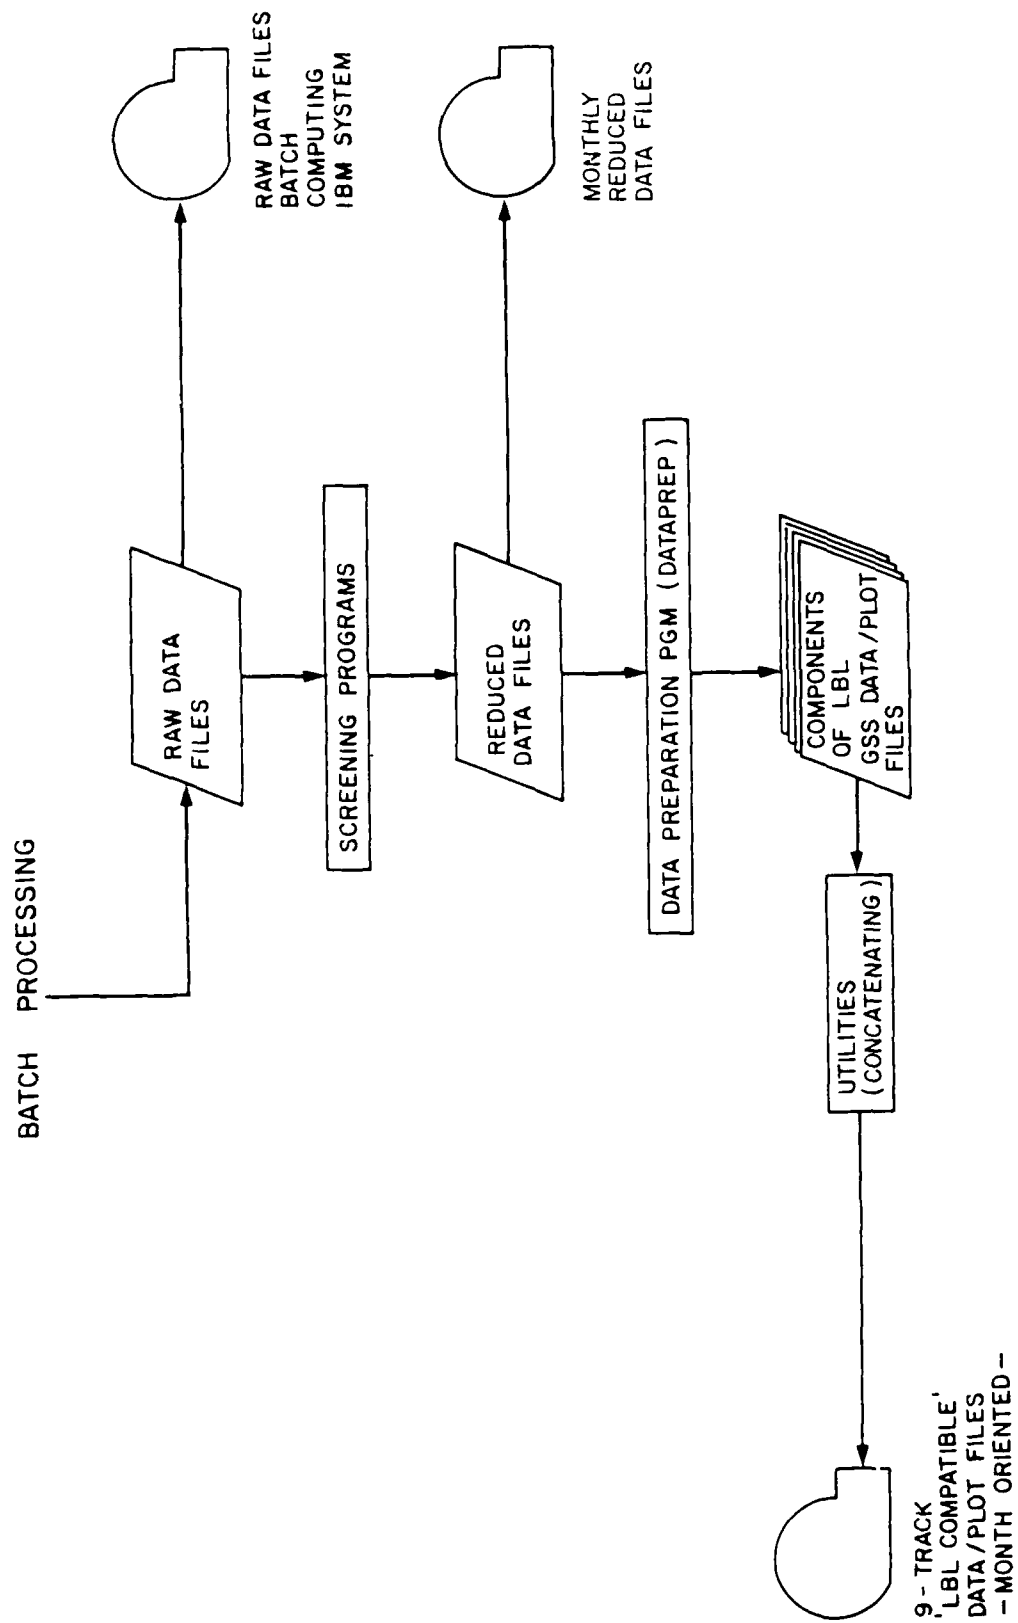 BATCH PROCESSING
RAW DATA
FILES
RAW DATA FILES
BATCH
COMPUTING
IBM SYSTEM
SCREENING PROGRAMS
REDUCED
DATA FILES
MONTHLY
REDUCED
DATA FILES
DATA PREPARATION PGM (DATAPREP)
COMPONENTS
OF LBL
GSS DATA/PLOT
FILES
UTILITIES
(CONCATENATING)
9-TRACK
'LBL COMPATIBLE'
DATA/PLOT FILES
-MONTH ORIENTED-